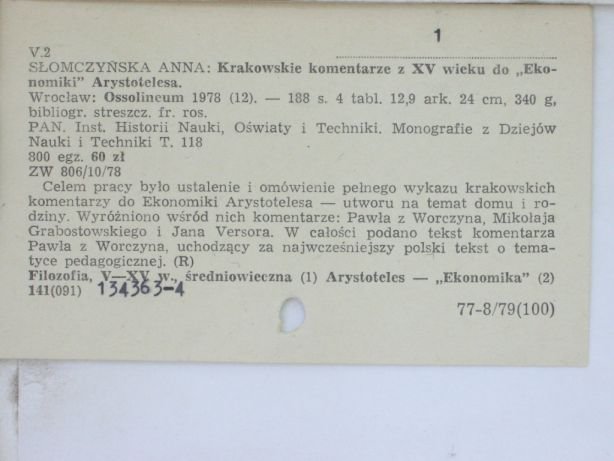 1
V.2
SŁOMCZYŃSKA ANNA: Krakowskie komentarze z XV wieku do „Eko-
nomiki” Arystotelesa.
Wrocław: Ossolineum 1978 (12). — 188 s. 4 tabl. 12,9 ark. 24 cm, 340 g,
bibliogr. streszcz. fr. ros.
PAN. Inst. Historii Nauki, Oświaty i Techniki. Monografie z Dziejów
Nauki i Techniki T. 118
300 egz. 60 zł
ZW 806/10/78
Celem pracy było ustalenie i omówienie pełnego wykazu krakowskich
komentarzy do Ekonomiki Arystotelesa — utworu na temat domu i ro-
dziny. Wyróżniono wśród nich komentarze: Pawła z Worczyna, Mikołaja
Grabostowskiego i Jana Versora. W całości podano tekst komentarza
Pawła z Worczyna, uchodzący za najwcześniejszy polski tekst o tema-
tyce pedagogicznej. (R)
Filozofia, V—XV w., średniowieczna (1) Arystoteles — „Ekonomika” (2)
141(091) 134363-4
77-8/79(100)